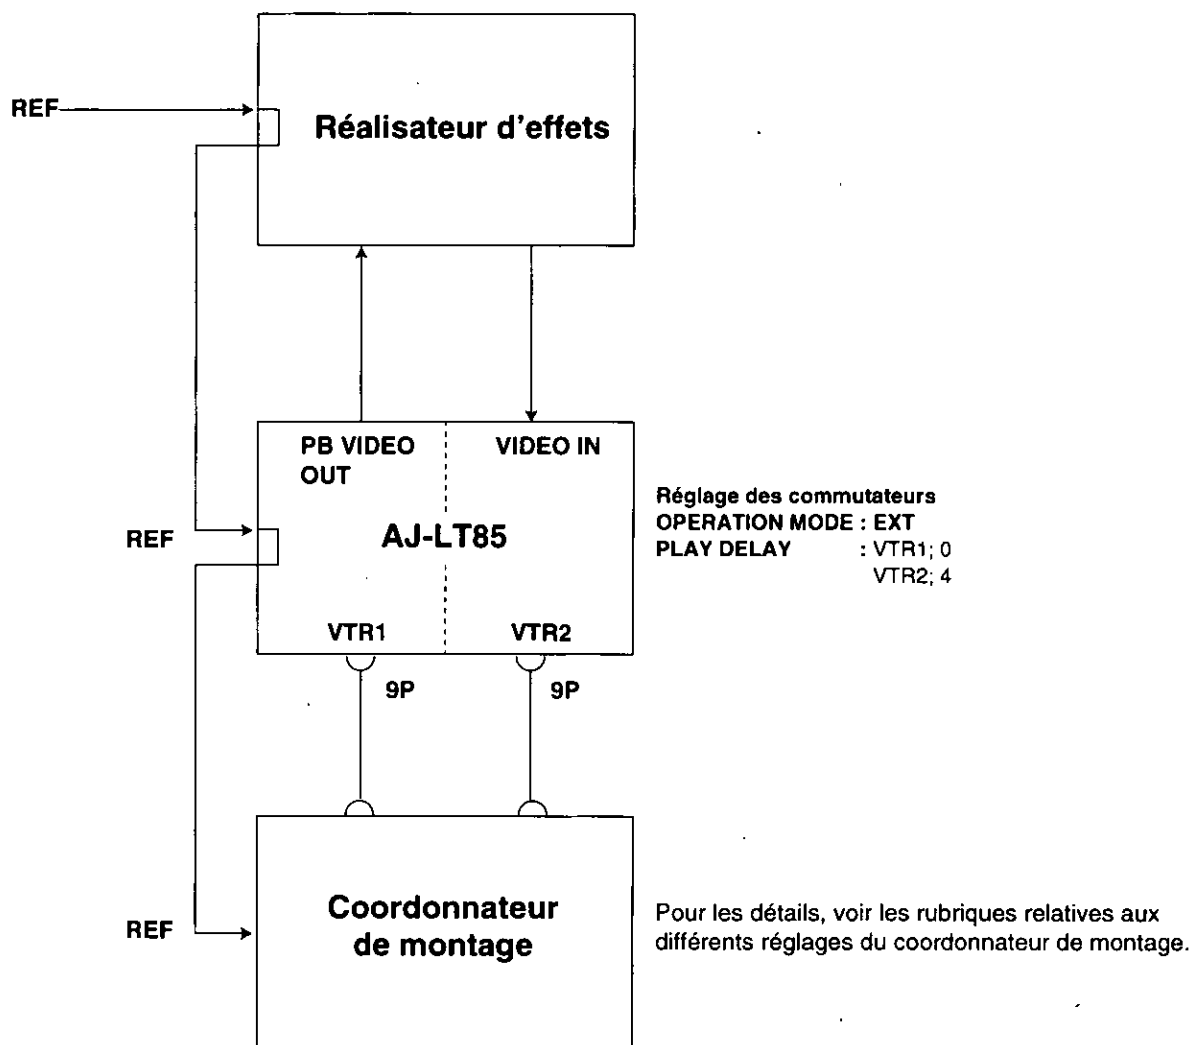 REF
Réalisateur d'effets
PB VIDEO
OUT
VIDEO IN
REF
AJ-LT85
VTR1
VTR2
Réglage des commutateurs
OPERATION MODE : EXT
PLAY DELAY : VTR1; 0
VTR2; 4
9P
9P
REF
Coordonnateur
de montage
Pour les détails, voir les rubriques relatives aux
différents réglages du coordonnateur de montage.